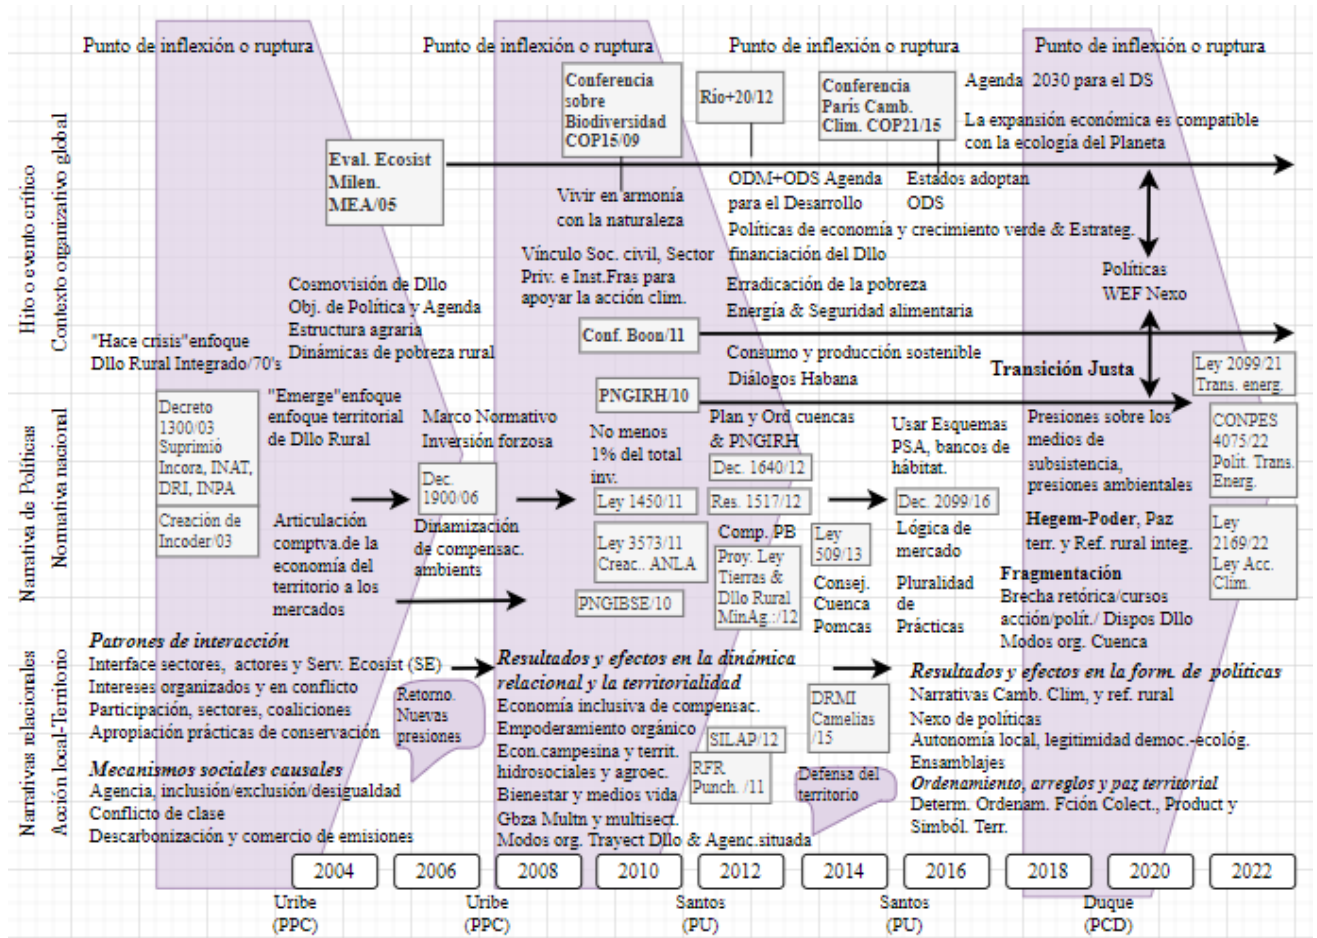 Punto de inflexión o ruptura
Punto de inflexión o ruptura
Punto de inflexión o ruptura
Punto de inflexión o ruptura
Hito o evento crítico
Contexto organizativo global
Conferencia
sobre
Biodiversidad
COP15/09
Río+20/12
Conferencia
París Camb.
Clim. COP21/15
Agenda 2030 para el DS
La expansión económica es compatible
con la ecología del Planeta
Eval. Ecosist
Milen.
MEA/05
Vivir en armonía
con la naturaleza
ODM+ODS Agenda
para el Desarrollo
Estados adoptan
ODS
Políticas de economía y crecimiento verde & Estrateg.
financiación del Dllo
Vínculo Soc. civil, Sector
Priv. e Inst.Fras para
apoyar la acción clim.
Erradicación de la pobreza
Energía & Seguridad alimentaria
Políticas
WEF Nexo
Cosmovisión de Dllo
Obj. de Política y Agenda
Estructura agraria
Dinámicas de pobreza rural
"Hace crisis"enfoque
Dllo Rural Integrado/70's
Conf. Boon/11
Consumo y producción sostenible
Diálogos Habana
Transición Justa
Ley 2099/21
Trans. energ.
Narrativa de Políticas
Normativa nacional
Decreto
1300/03
Suprimió
Incora, INAT,
DRI, INPA
Creación de
Incoder/03
"Emerge"enfoque
enfoque territorial
de Dllo Rural
Marco Normativo
Inversión forzosa
PNGIRH/10
No menos
1% del total
inv.
Plan y Ord cuencas
& PNGIRH
Dec. 1640/12
Usar Esquemas
PSA, bancos de
hábitat.
Presiones sobre los
medios de
subsistencia,
presiones ambientales
CONPES
4075/22
Polit. Trans.
Energ.
Dec.
1900/06
Ley 1450/11
Res. 1517/12
Dec. 2099/16
Articulación
comptva.de la
economía del
territorio a los
mercados
Dinamización
de compensac.
ambients
Ley 3573/11
Creac.. ANLA
Comp. PB
Proy. Ley
Tierras &
Dllo Rural
MinAg.:/12
Ley
509/13
Lógica de
mercado
Hegem-Poder, Paz
terr. y Ref. rural integ.
Ley
2169/22
Ley Acc.
Clim.
PNGIBSE/10
Consej.
Cuenca
Pomcas
Pluralidad
de
Prácticas
Fragmentación
Brecha retórica/cursos
acción/polít./ Dispos Dllo
Modos org. Cuenca
Narrativas relacionales
Acción local-Territorio
Patrones de interacción
Interface sectores, actores y Serv. Ecosist (SE)
Intereses organizados y en conflicto
Participación, sectores, coaliciones
Apropiación prácticas de conservación
Mecanismos sociales causales
Agencia, inclusión/exclusión/desigualdad
Conflicto de clase
Descarbonización y comercio de emisiones
Retorno.
Nuevas
presiones
Resultados y efectos en la dinámica
relacional y la territorialidad
Economía inclusiva de compensac.
Empoderamiento orgánico
Econ.campesina y territ.
hidrosociales y agroec.
Bienestar y medios vida
Gbza Multn y multisect.
Modos org. Trayect Dllo & Agenc.situada
SILAP/12
RFR
Punch. /11
DRMI
Camelias
/15
Defensa del
territorio
Resultados y efectos en la form. de políticas
Narrativas Camb. Clim, y ref. rural
Nexo de políticas
Autonomía local, legitimidad democ.-ecológ.
Ensamblajes
Ordenamiento, arreglos y paz territorial
Determ. Ordenam. Fción Colect., Product y
Simból. Terr.
2004
2006
2008
2010
2012
2014
2016
2018
2020
2022
Uribe
(PPC)
Uribe
(PPC)
Santos
(PU)
Santos
(PU)
Duque
(PCD)